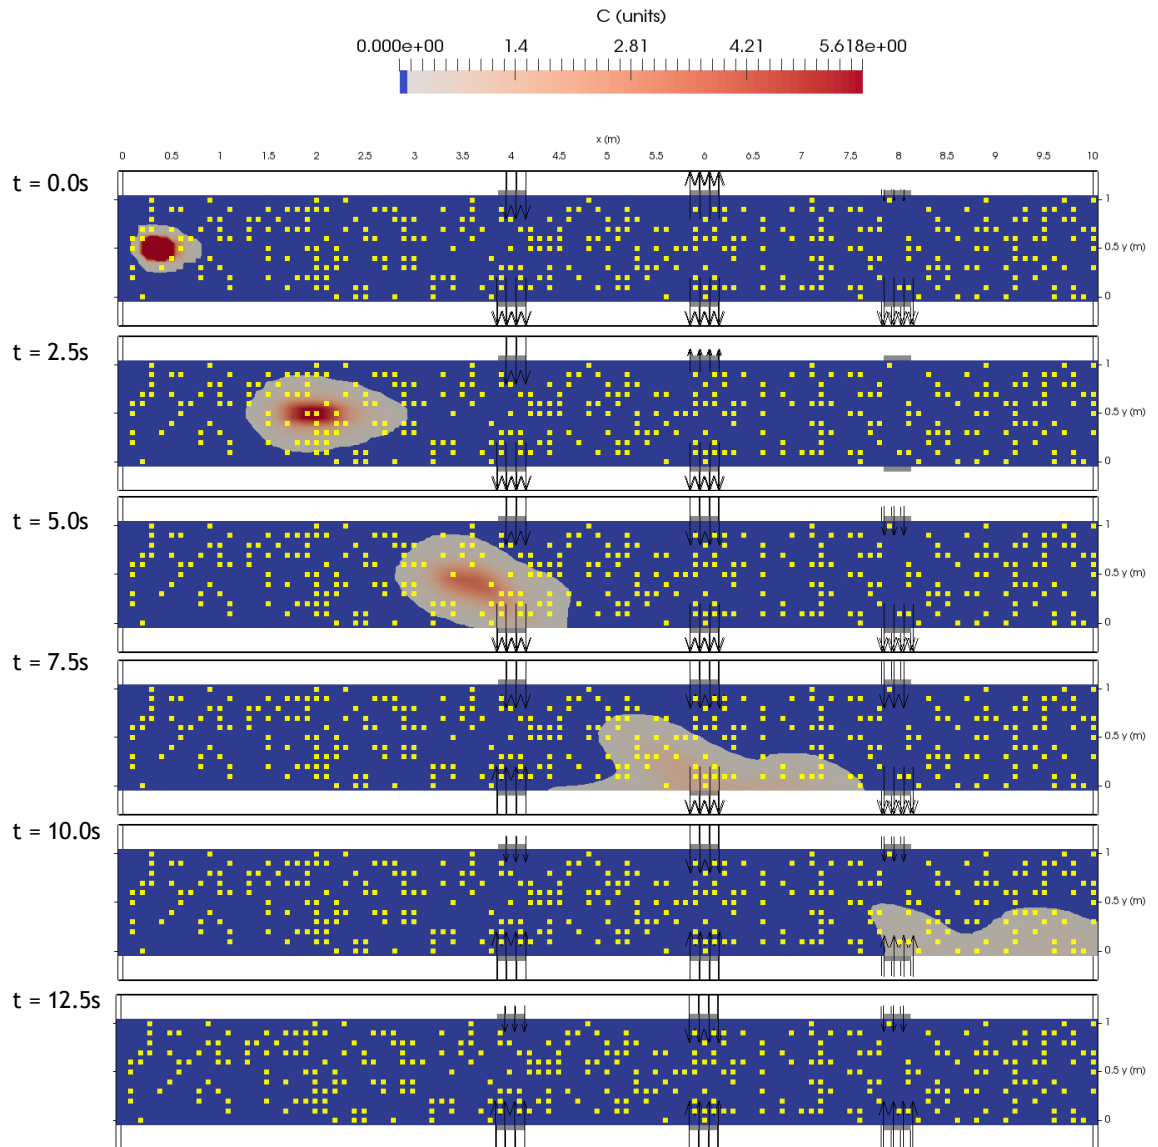 C (units)
0.000e+00 1.4 2.81 4.21 5.618e+00
x (m)
0 0.5 1 1.5 2 2.5 3 3.5 4 4.5 5 5.5 6 6.5 7 7.5 8 8.5 9 9.5 10
t = 0.0s
1
0.5 y (m)
0
t = 2.5s
1
0.5 y (m)
0
t = 5.0s
1
0.5 y (m)
0
t = 7.5s
1
0.5 y (m)
0
t = 10.0s
1
0.5 y (m)
0
t = 12.5s
1
0.5 y (m)
0